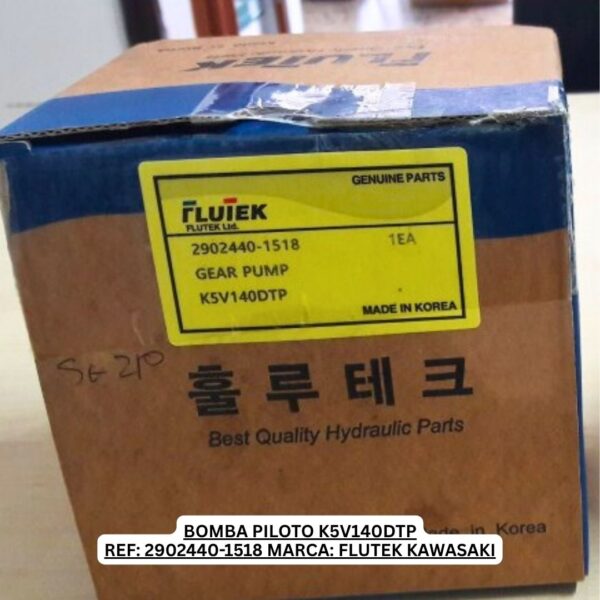 FLUTEK
GENUINE PARTS
FLUTEK
FLUTEK Ltd.
2902440-1518 1EA
GEAR PUMP
K5V140DTP
MADE IN KOREA
SG 210
훌루테크
Best Quality Hydraulic Parts
in Korea
BOMBA PILOTO K5V140DTP
REF: 2902440-1518 MARCA: FLUTEK KAWASAKI